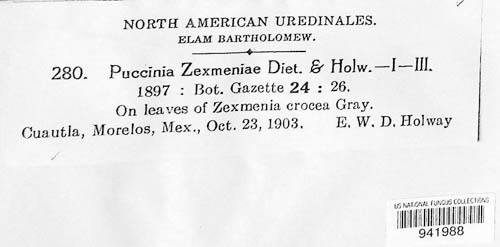 NORTH AMERICAN UREDINALES.
ELAM BARTHOLOMEW.
280. Puccinia Zexmeniae Diet. & Holw.—I—III.
1897 : Bot. Gazette 24 : 26.
On leaves of Zexmenia crocea Gray.
Cuautla, Morelos, Mex., Oct. 23, 1903. E. W. D. Holway
US NATIONAL FUNGUS COLLECTIONS
941988